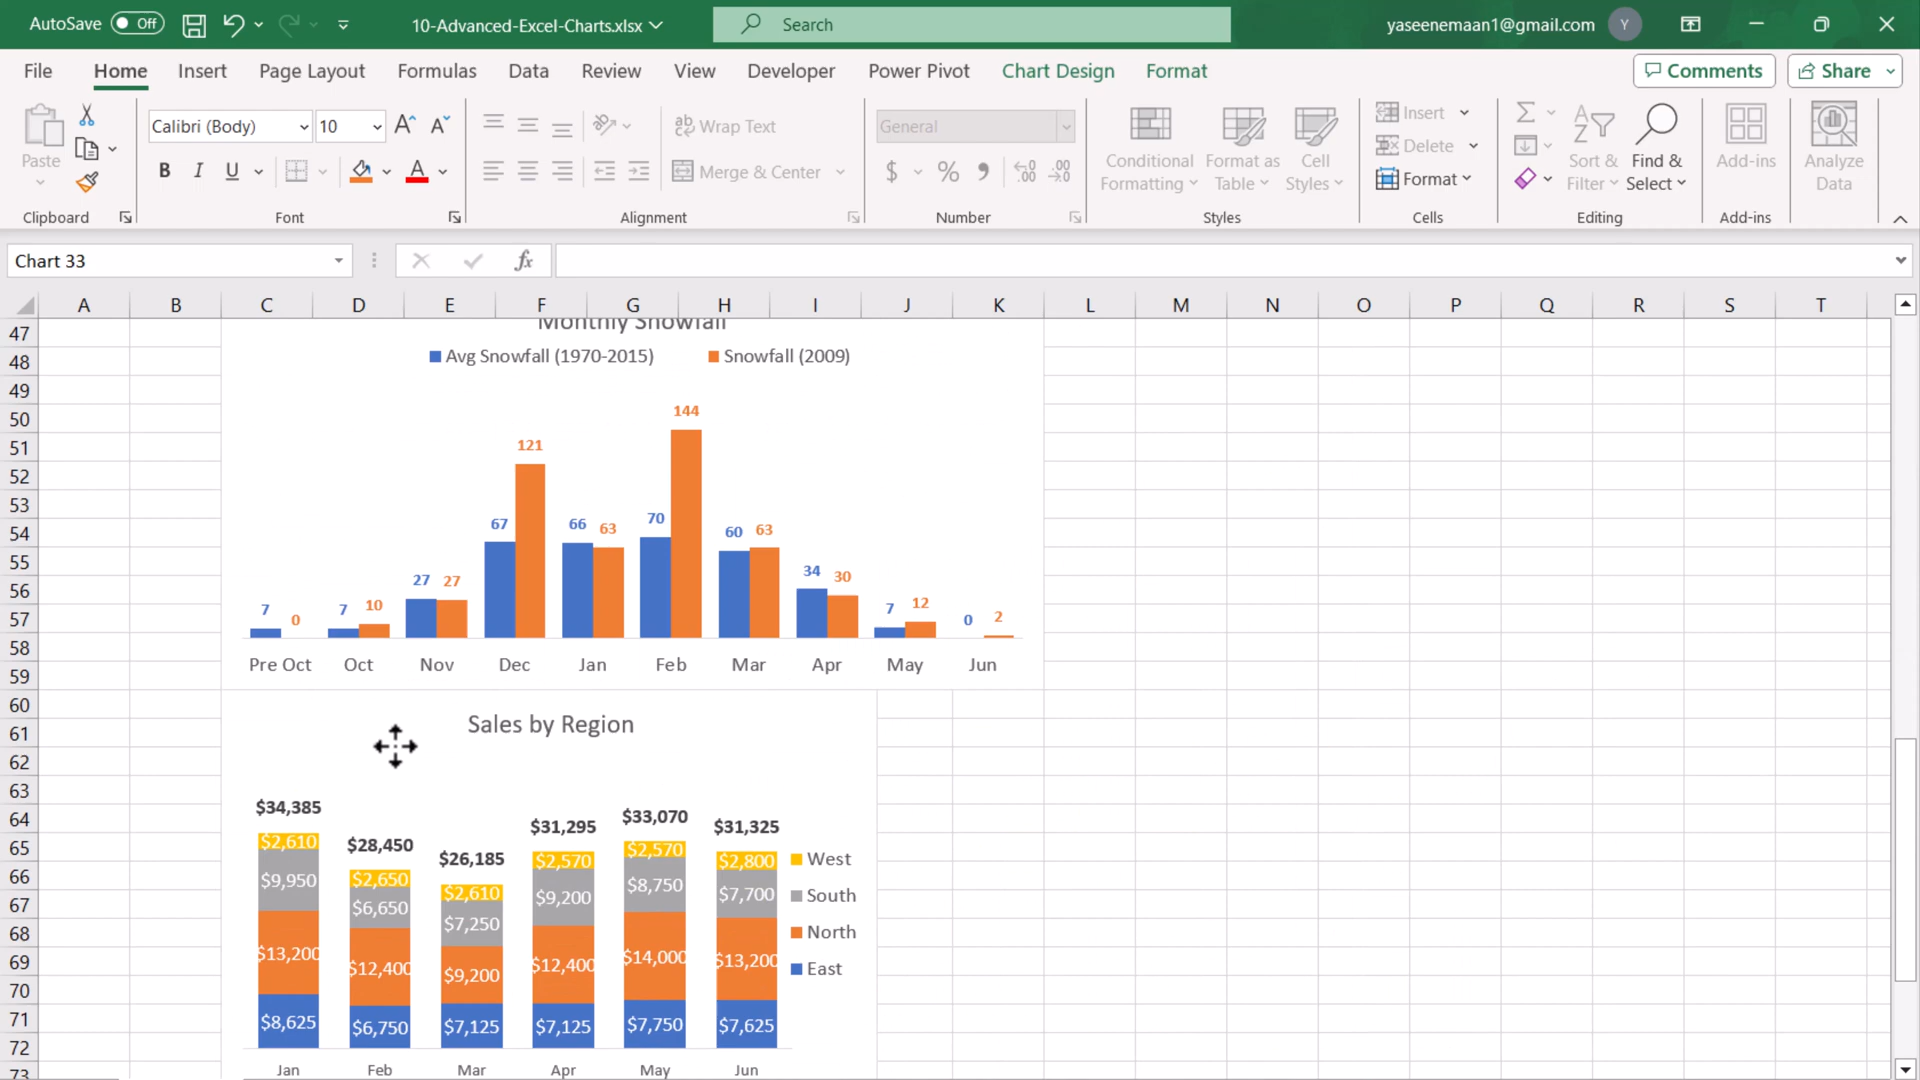 AutoSave Off 10-Advanced-Excel-Charts.xlsx Search yaseenemaan1@gmail.com Y
File Home Insert Page Layout Formulas Data Review View Developer Power Pivot Chart Design Format Comments Share
Paste
Calibri (Body) 10 A A
B I U A
ab Wrap Text
Merge & Center
General
$ % 9 .00
Conditional Formatting
Format as Table
Cell Styles
Insert
Delete
Format
Sort & Filter
Find & Select
Add-ins
Analyze Data
Clipboard Font Alignment Number Styles Cells Editing Add-ins
Chart 33 fx
A B C D E F G H I J K L M N O P Q R S T
47
48
49
50
51
52
53
54
55
56
57
58
59
60
61
62
63
64
65
66
67
68
69
70
71
72
73
Monthly Snowfall
Avg Snowfall (1970-2015) Snowfall (2009)
7 0 7 10 27 27 67 121 66 63 70 144 60 63 34 30 7 12 0 2
Pre Oct Oct Nov Dec Jan Feb Mar Apr May Jun
Sales by Region
$34,385 $28,450 $26,185 $31,295 $33,070 $31,325
$2,610 $2,650 $2,610 $2,570 $2,570 $2,800 West
$9,950 $6,650 $7,250 $9,200 $8,750 $7,700 South
$13,200 $12,400 $9,200 $12,400 $14,000 $13,200 North
$8,625 $6,750 $7,125 $7,125 $7,750 $7,625 East
Jan Feb Mar Apr May Jun